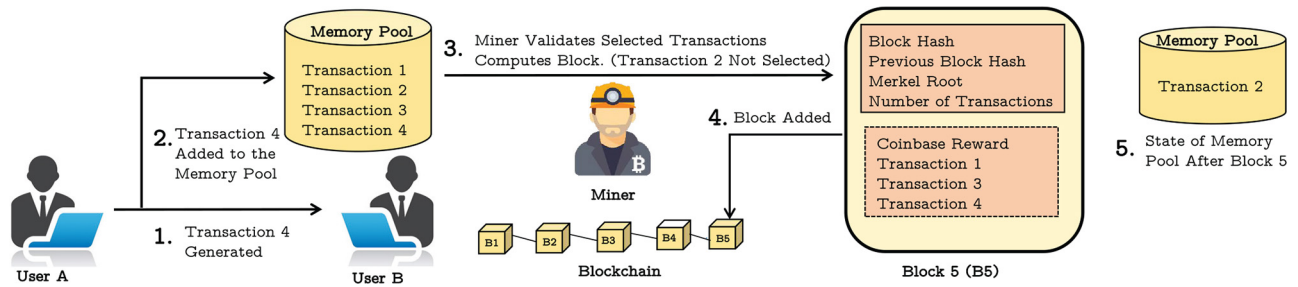 Memory Pool
Transaction 1
Transaction 2
Transaction 3
Transaction 4
2. Transaction 4
Added to the
Memory Pool
1. Transaction 4
Generated
User A
User B
3. Miner Validates Selected Transactions
Computes Block. (Transaction 2 Not Selected)
B
Miner
4. Block Added
B1
B2
B3
B4
B5
Blockchain
Block Hash
Previous Block Hash
Merkel Root
Number of Transactions
Coinbase Reward
Transaction 1
Transaction 3
Transaction 4
Block 5 (B5)
Memory Pool
Transaction 2
5. State of Memory
Pool After Block 5